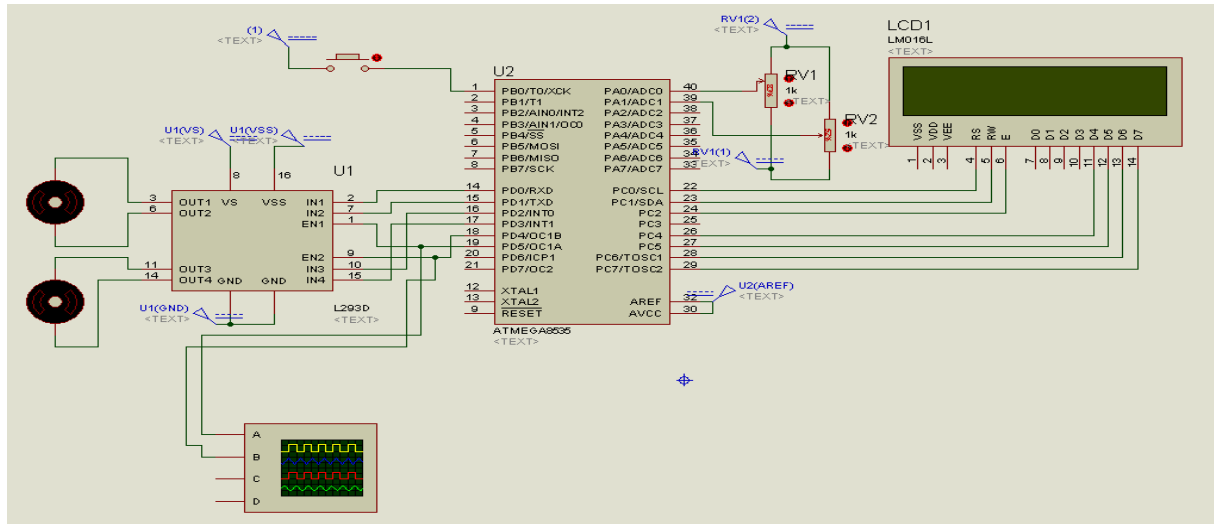 (1)
<TEXT>
RV1(2)
<TEXT>
LCD1
LM016L
<TEXT>
VSS
VDD
VEE
RS
RW
E
D0
D1
D2
D3
D4
D5
D6
D7
1
2
3
4
5
6
7
8
9
10
11
12
13
14
U2
1 PB0/T0/XCK PA0/ADC0 40
2 PB1/T1 PA1/ADC1 39
3 PB2/AIN0/INT2 PA2/ADC2 38
4 PB3/AIN1/OC0 PA3/ADC3 37
5 PB4/SS PA4/ADC4 36
6 PB5/MOSI PA5/ADC5 35
7 PB6/MISO PA6/ADC6 34
8 PB7/SCK PA7/ADC7 33
14 PD0/RXD PC0/SCL 22
15 PD1/TXD PC1/SDA 23
16 PD2/INT0 PC2 24
17 PD3/INT1 PC3 25
18 PD4/OC1B PC4 26
19 PD5/OC1A PC5 27
20 PD6/ICP1 PC6/TOSC1 28
21 PD7/OC2 PC7/TOSC2 29
12 XTAL1
13 XTAL2 AREF 32
9 RESET AVCC 30
ATMEGA8535
<TEXT>
RV1
1k
<TEXT>
RV2
1k
<TEXT>
RV1(1)
<TEXT>
U2(AREF)
<TEXT>
U1(VS)
<TEXT>
U1(VSS)
<TEXT>
8
16
U1
3 OUT1 VS VSS IN1 2
6 OUT2 IN2 7
EN1 1
EN2 9
11 OUT3 IN3 10
14 OUT4 GND GND IN4 15
U1(GND)
<TEXT>
L293D
<TEXT>
A
B
C
D